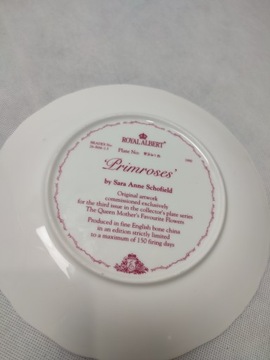 ROYAL ALBERT
BRADEX No:
Plate No:
'Primroses'
by Sara Anne Schofield
Original artwork
commissioned exclusively
for the third issue in the collector's plate series
The Queen Mother's Favourite Flowers
Produced in fine English bone china
in an edition strictly limited
to a maximum of 150 firing days